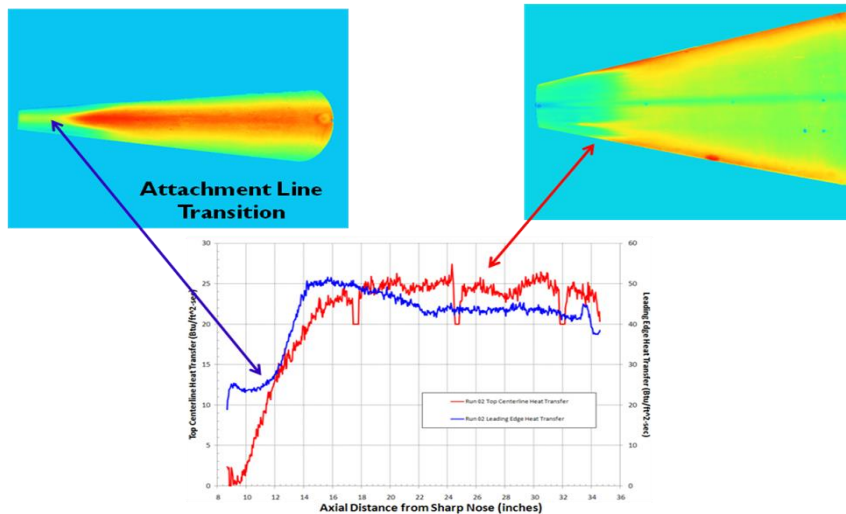 Attachment Line
Transition
Top Centerline Heat Transfer (Btu/ft^2-sec)
30
25
20
15
10
5
0
60
50
40
30
20
10
0
Leading Edge Heat Transfer (Btu/ft^2-sec)
Run 92 Top Centerline Heat Transfer
Run 92 Leading Edge Heat Transfer
8 10 12 14 16 18 20 22 24 26 28 30 32 34 36
Axial Distance from Sharp Nose (inches)